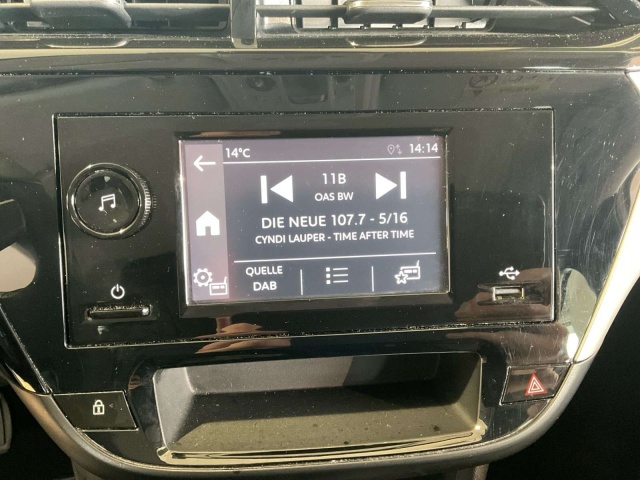 14°C 14:14
11B
OAS BW
DIE NEUE 107.7 - 5/16
CYNDI LAUPER - TIME AFTER TIME
QUELLE
DAB